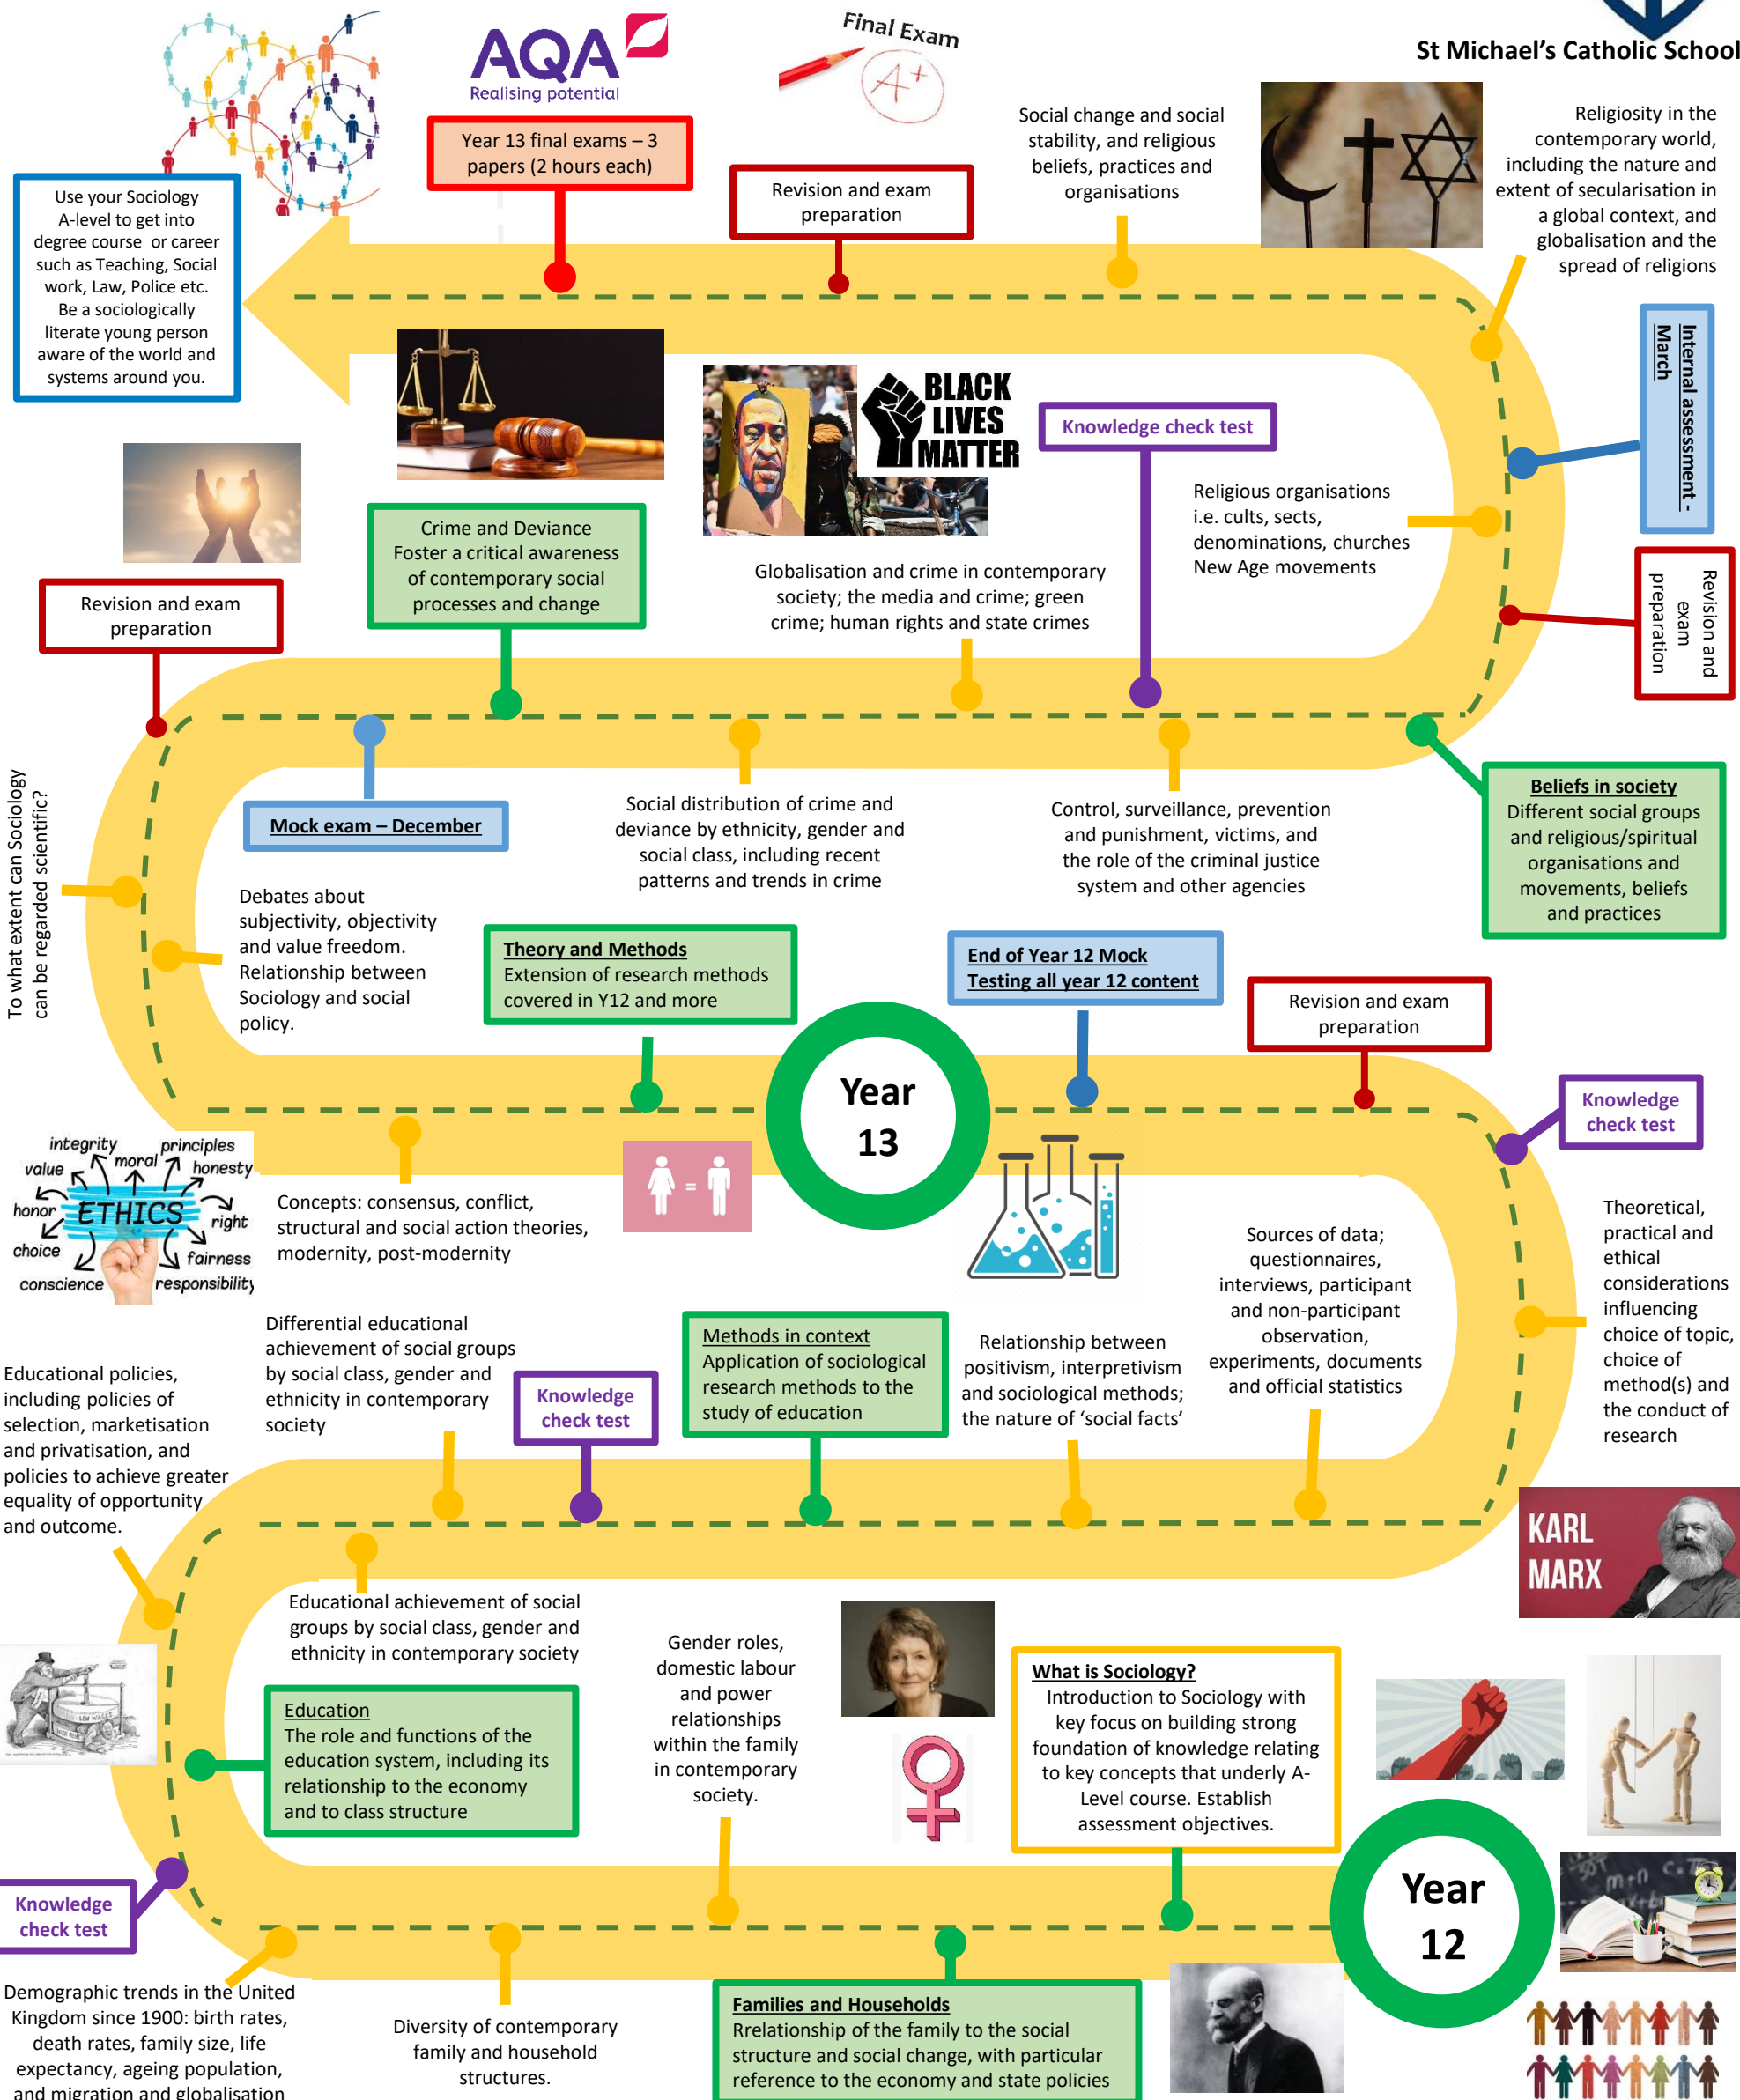 St Michael's Catholic School
AQA
Realising potential
Final Exam
A+
Year 13 final exams – 3
papers (2 hours each)
Revision and exam
preparation
Social change and social
stability, and religious
beliefs, practices and
organisations
Religiosity in the
contemporary world,
including the nature and
extent of secularisation in
a global context, and
globalisation and the
spread of religions
Use your Sociology
A-level to get into
degree course or career
such as Teaching, Social
work, Law, Police etc.
Be a sociologically
literate young person
aware of the world and
systems around you.
Internal assessment -
March
BLACK
LIVES
MATTER
Knowledge check test
Religious organisations
i.e. cults, sects,
denominations, churches
New Age movements
Crime and Deviance
Foster a critical awareness
of contemporary social
processes and change
Globalisation and crime in contemporary
society; the media and crime; green
crime; human rights and state crimes
Revision and exam
preparation
Revision and
exam
preparation
To what extent can Sociology
can be regarded scientific?
Mock exam – December
Social distribution of crime and
deviance by ethnicity, gender and
social class, including recent
patterns and trends in crime
Control, surveillance, prevention
and punishment, victims, and
the role of the criminal justice
system and other agencies
Beliefs in society
Different social groups
and religious/spiritual
organisations and
movements, beliefs
and practices
Debates about
subjectivity, objectivity
and value freedom.
Relationship between
Sociology and social
policy.
Theory and Methods
Extension of research methods
covered in Y12 and more
End of Year 12 Mock
Testing all year 12 content
Revision and exam
preparation
Year
13
Knowledge
check test
integrity
principles
value
moral
honesty
honor
ETHICS
right
choice
fairness
conscience
responsibility
Concepts: consensus, conflict,
structural and social action theories,
modernity, post-modernity
=
Theoretical,
practical and
ethical
considerations
influencing
choice of topic,
choice of
method(s) and
the conduct of
research
Sources of data;
questionnaires,
interviews, participant
and non-participant
observation,
experiments, documents
and official statistics
Relationship between
positivism, interpretivism
and sociological methods;
the nature of ‘social facts’
Methods in context
Application of sociological
research methods to the
study of education
Knowledge
check test
Differential educational
achievement of social groups
by social class, gender and
ethnicity in contemporary
society
Educational policies,
including policies of
selection, marketisation
and privatisation, and
policies to achieve greater
equality of opportunity
and outcome.
KARL
MARX
Educational achievement of social
groups by social class, gender and
ethnicity in contemporary society
LOW WAGES
Education
The role and functions of the
education system, including its
relationship to the economy
and to class structure
Gender roles,
domestic labour
and power
relationships
within the family
in contemporary
society.
What is Sociology?
Introduction to Sociology with
key focus on building strong
foundation of knowledge relating
to key concepts that underly A-
Level course. Establish
assessment objectives.
Year
12
Knowledge
check test
Demographic trends in the United
Kingdom since 1900: birth rates,
death rates, family size, life
expectancy, ageing population,
and migration and globalisation
Diversity of contemporary
family and household
structures.
Families and Households
Rrelationship of the family to the social
structure and social change, with particular
reference to the economy and state policies